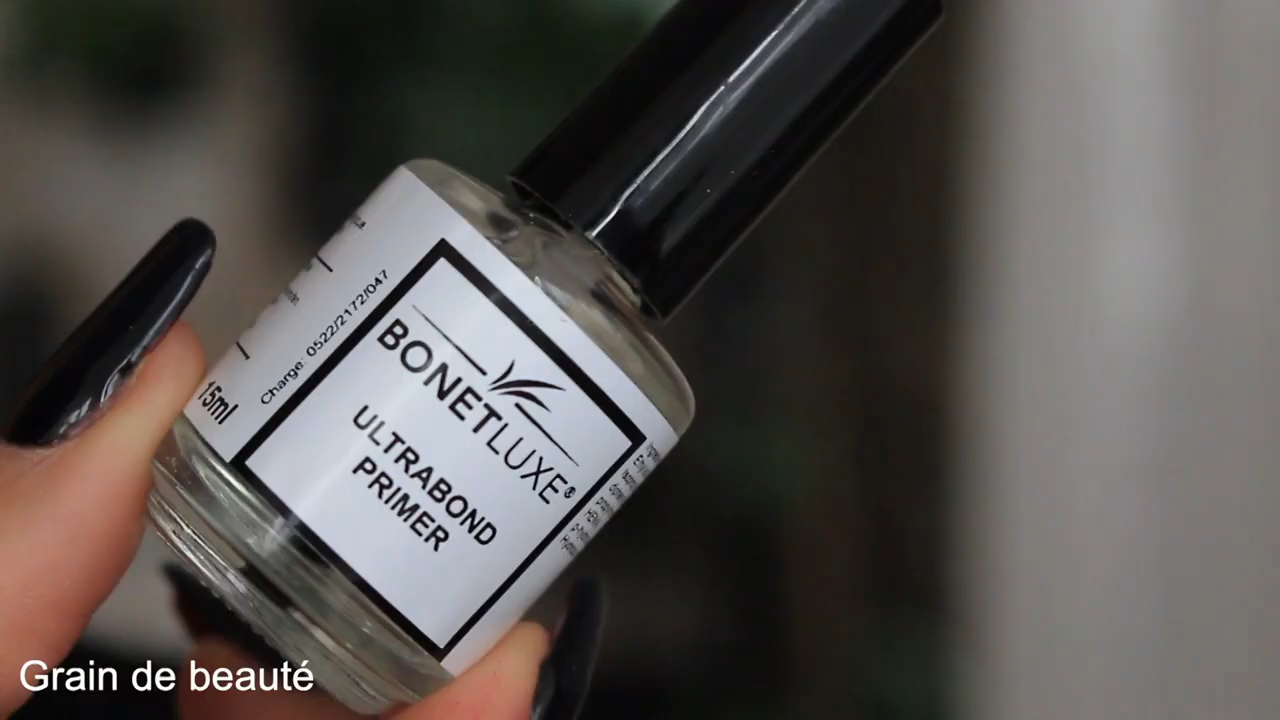 BONETLUXE®
ULTRABOND
PRIMER
Charge: 0522/2172/047
15ml
Grain de beauté